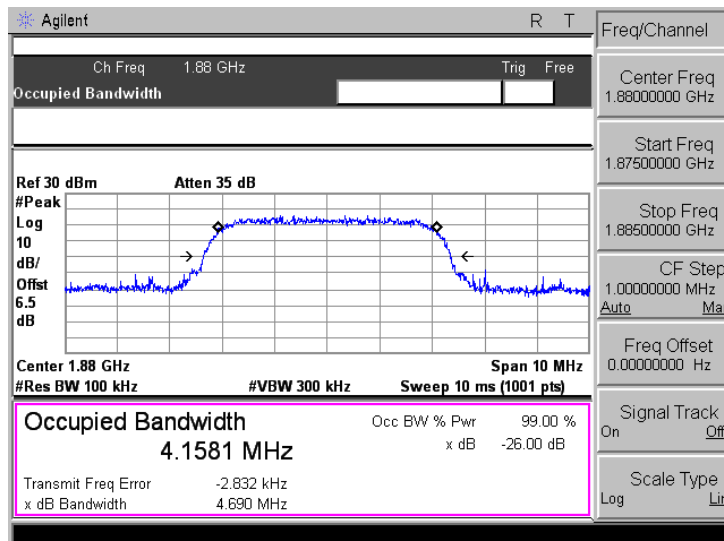 Agilent R T
Ch Freq 1.88 GHz Trig Free
Occupied Bandwidth
Ref 30 dBm Atten 35 dB
#Peak
Log
10
dB/
Offst
6.5
dB
Center 1.88 GHz Span 10 MHz
#Res BW 100 kHz #VBW 300 kHz Sweep 10 ms (1001 pts)
Occupied Bandwidth Occ BW % Pwr 99.00 %
4.1581 MHz x dB -26.00 dB
Transmit Freq Error -2.832 kHz
x dB Bandwidth 4.690 MHz
Freq/Channel
Center Freq
1.88000000 GHz
Start Freq
1.87500000 GHz
Stop Freq
1.88500000 GHz
CF Step
1.00000000 MHz
Auto Ma
Freq Offset
0.00000000 Hz
Signal Track
On Off
Scale Type
Log Lin